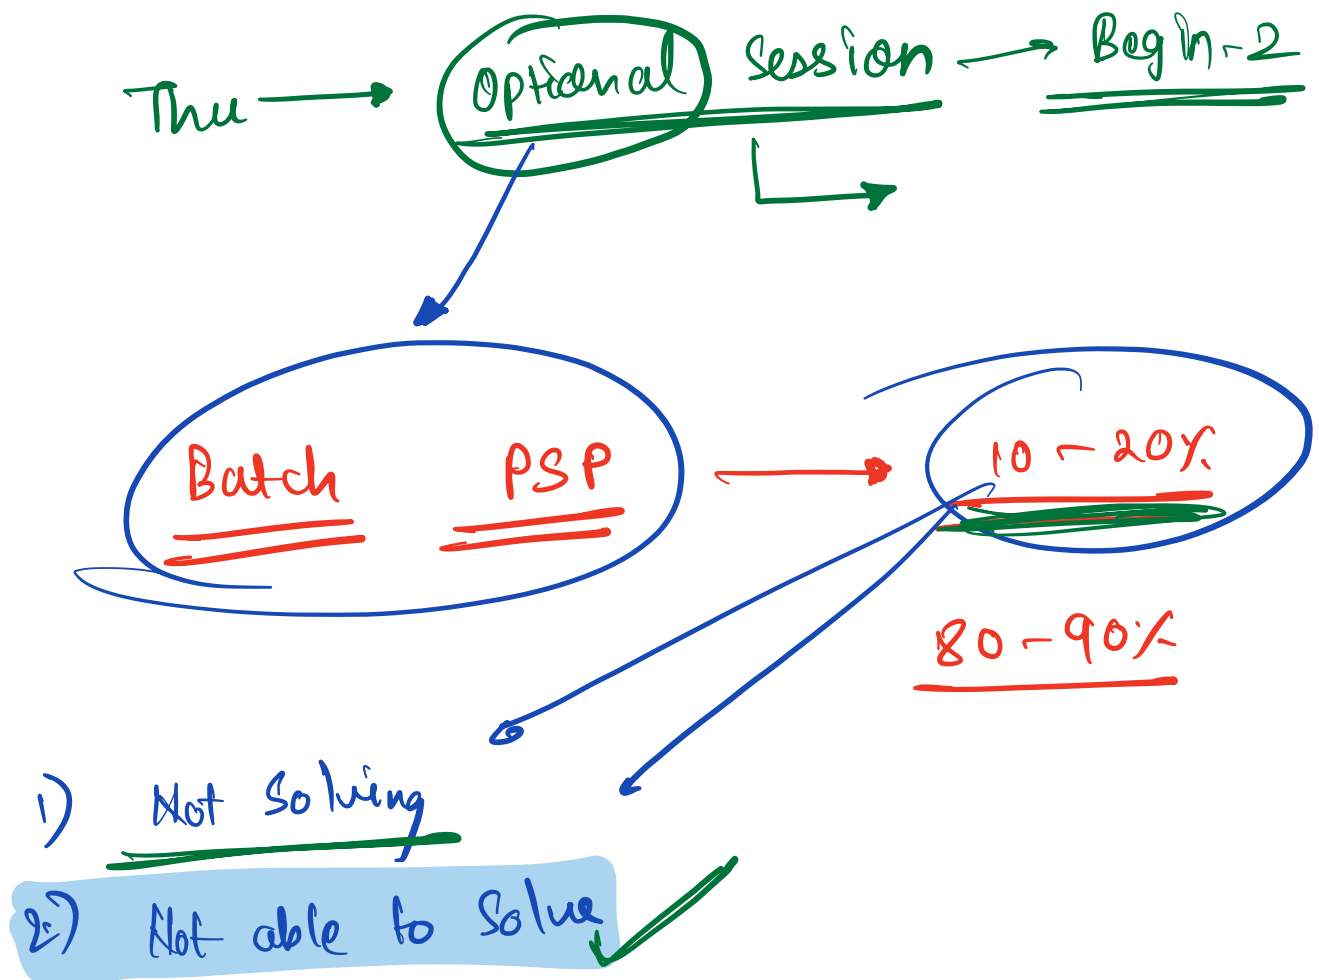 Thu → Optional Session → Begin-2
Batch PSP → 10 - 20%
80 - 90%
1) Not Solving
2) Not able to Solve